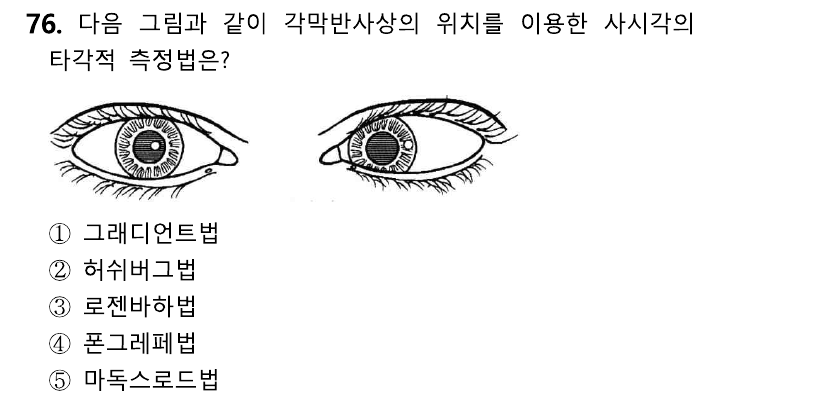 76. 다음 그림과 같이 각막반사상의 위치를 이용한 사시각의
타각적 측정법은?
① 그래디언트법
② 허쉬버그법
③ 로젠바하법
④ 폰그레페법
⑤ 마독스로드법